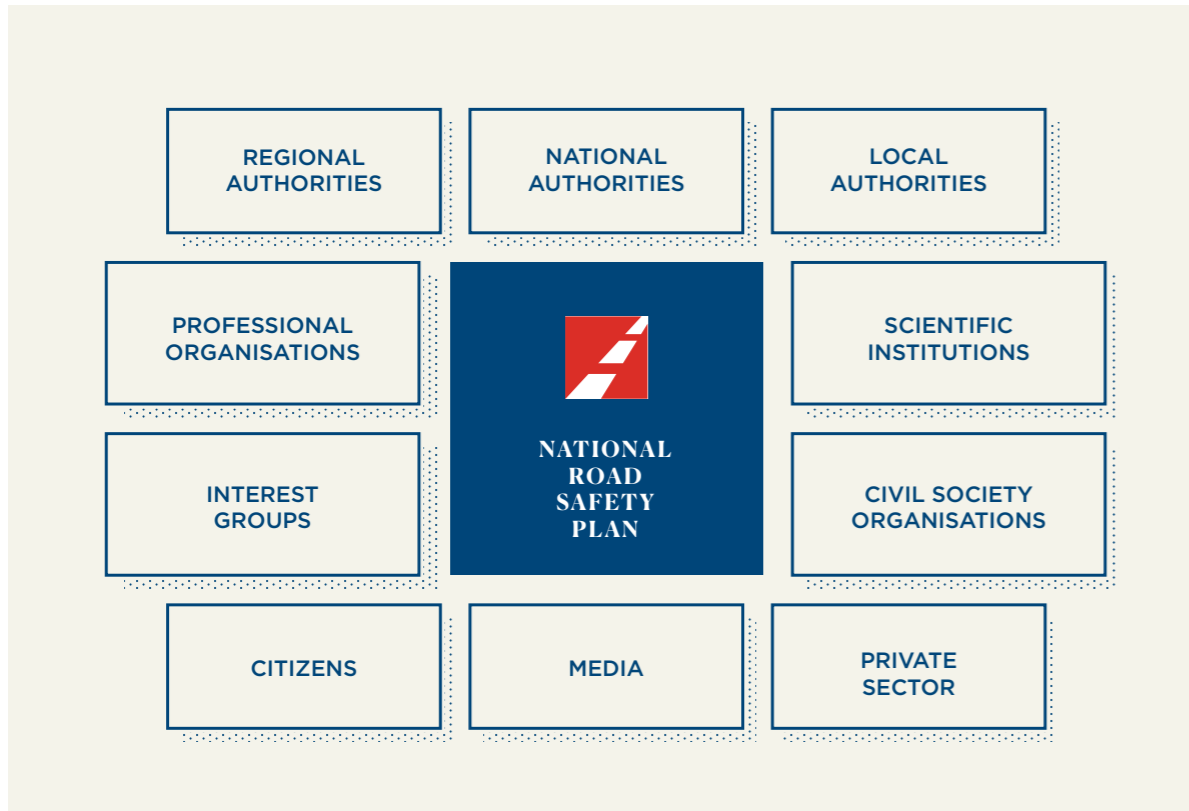 REGIONAL
AUTHORITIES
NATIONAL
AUTHORITIES
LOCAL
AUTHORITIES
PROFESSIONAL
ORGANISATIONS
NATIONAL
ROAD
SAFETY
PLAN
SCIENTIFIC
INSTITUTIONS
INTEREST
GROUPS
CIVIL SOCIETY
ORGANISATIONS
CITIZENS
MEDIA
PRIVATE
SECTOR